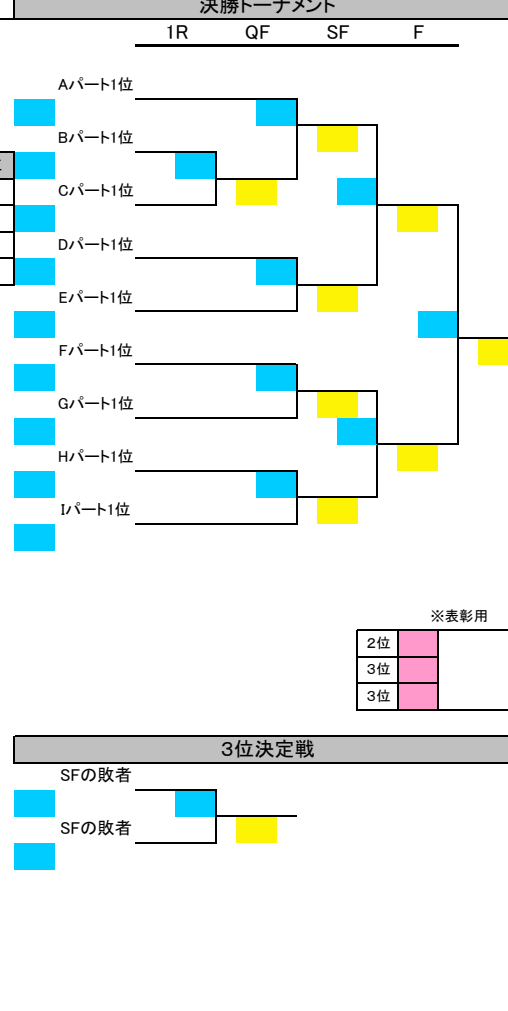 決勝トーナメント
1R QF SF F
Aパート1位
Bパート1位
Cパート1位
Dパート1位
Eパート1位
Fパート1位
Gパート1位
Hパート1位
Iパート1位
※表彰用
2位
3位
3位
3位決定戦
SFの敗者
SFの敗者